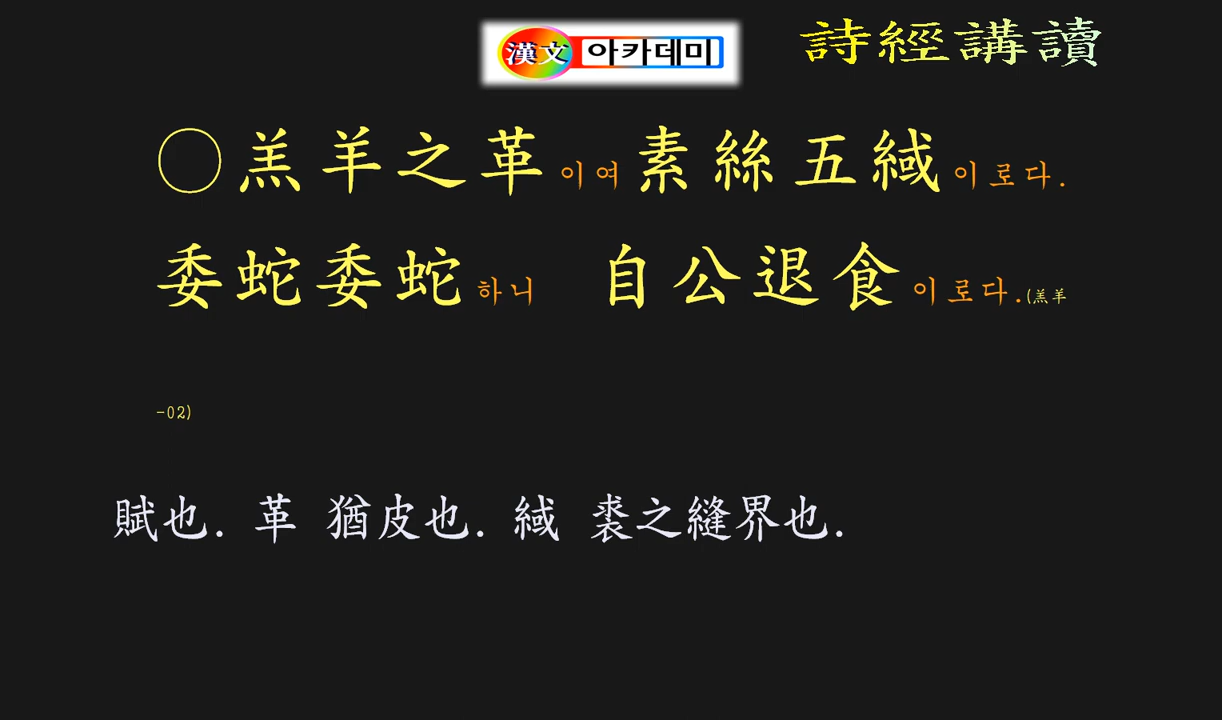 漢文 아카데미
詩經講讀
○羔羊之革이여 素絲五緎이로다.
委蛇委蛇하니 自公退食이로다.(羔羊
-02)
賦也. 革 猶皮也. 緎 裘之縫界也.